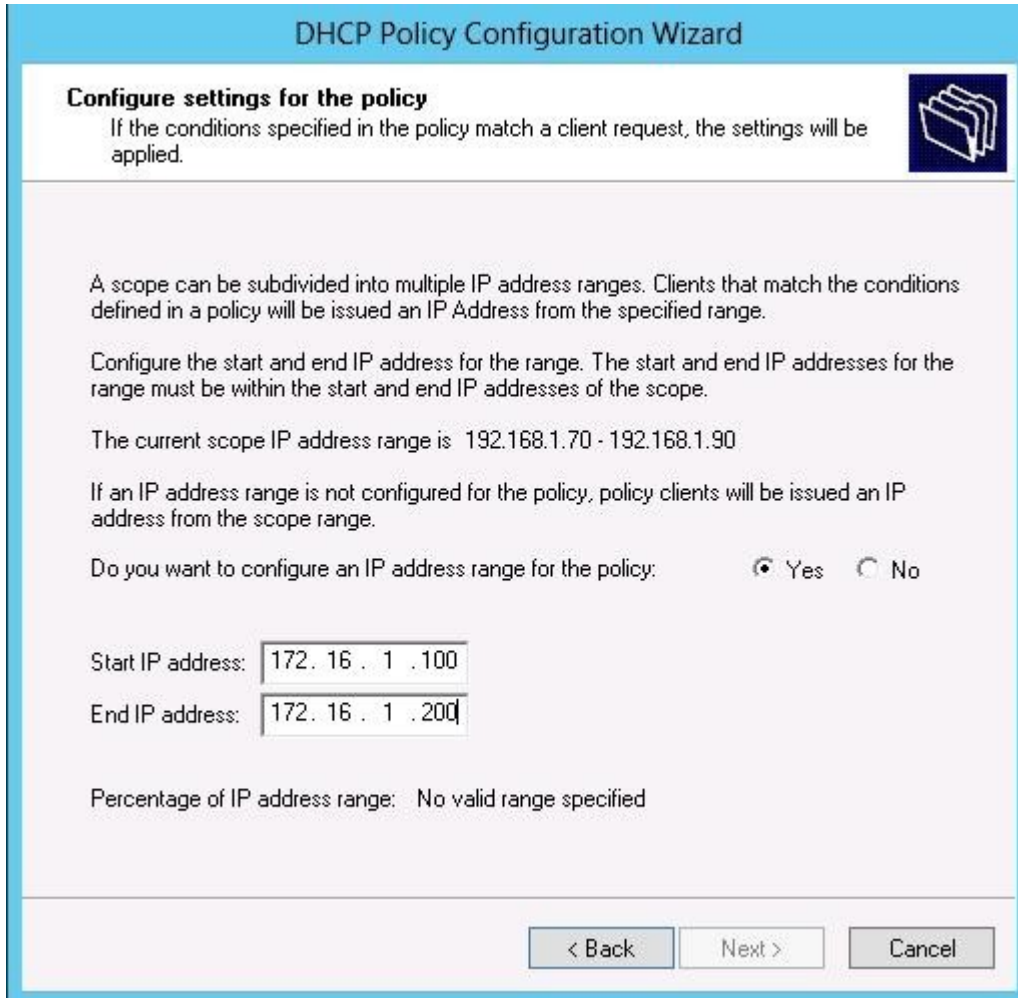 DHCP Policy Configuration Wizard
Configure settings for the policy
If the conditions specified in the policy match a client request, the settings will be
applied.
A scope can be subdivided into multiple IP address ranges. Clients that match the conditions
defined in a policy will be issued an IP Address from the specified range.
Configure the start and end IP address for the range. The start and end IP addresses for the
range must be within the start and end IP addresses of the scope.
The current scope IP address range is 192.168.1.70 - 192.168.1.90
If an IP address range is not configured for the policy, policy clients will be issued an IP
address from the scope range.
Do you want to configure an IP address range for the policy: Yes No
Start IP address: 172. 16 . 1 .100
End IP address: 172. 16 . 1 .200
Percentage of IP address range: No valid range specified
< Back Next > Cancel